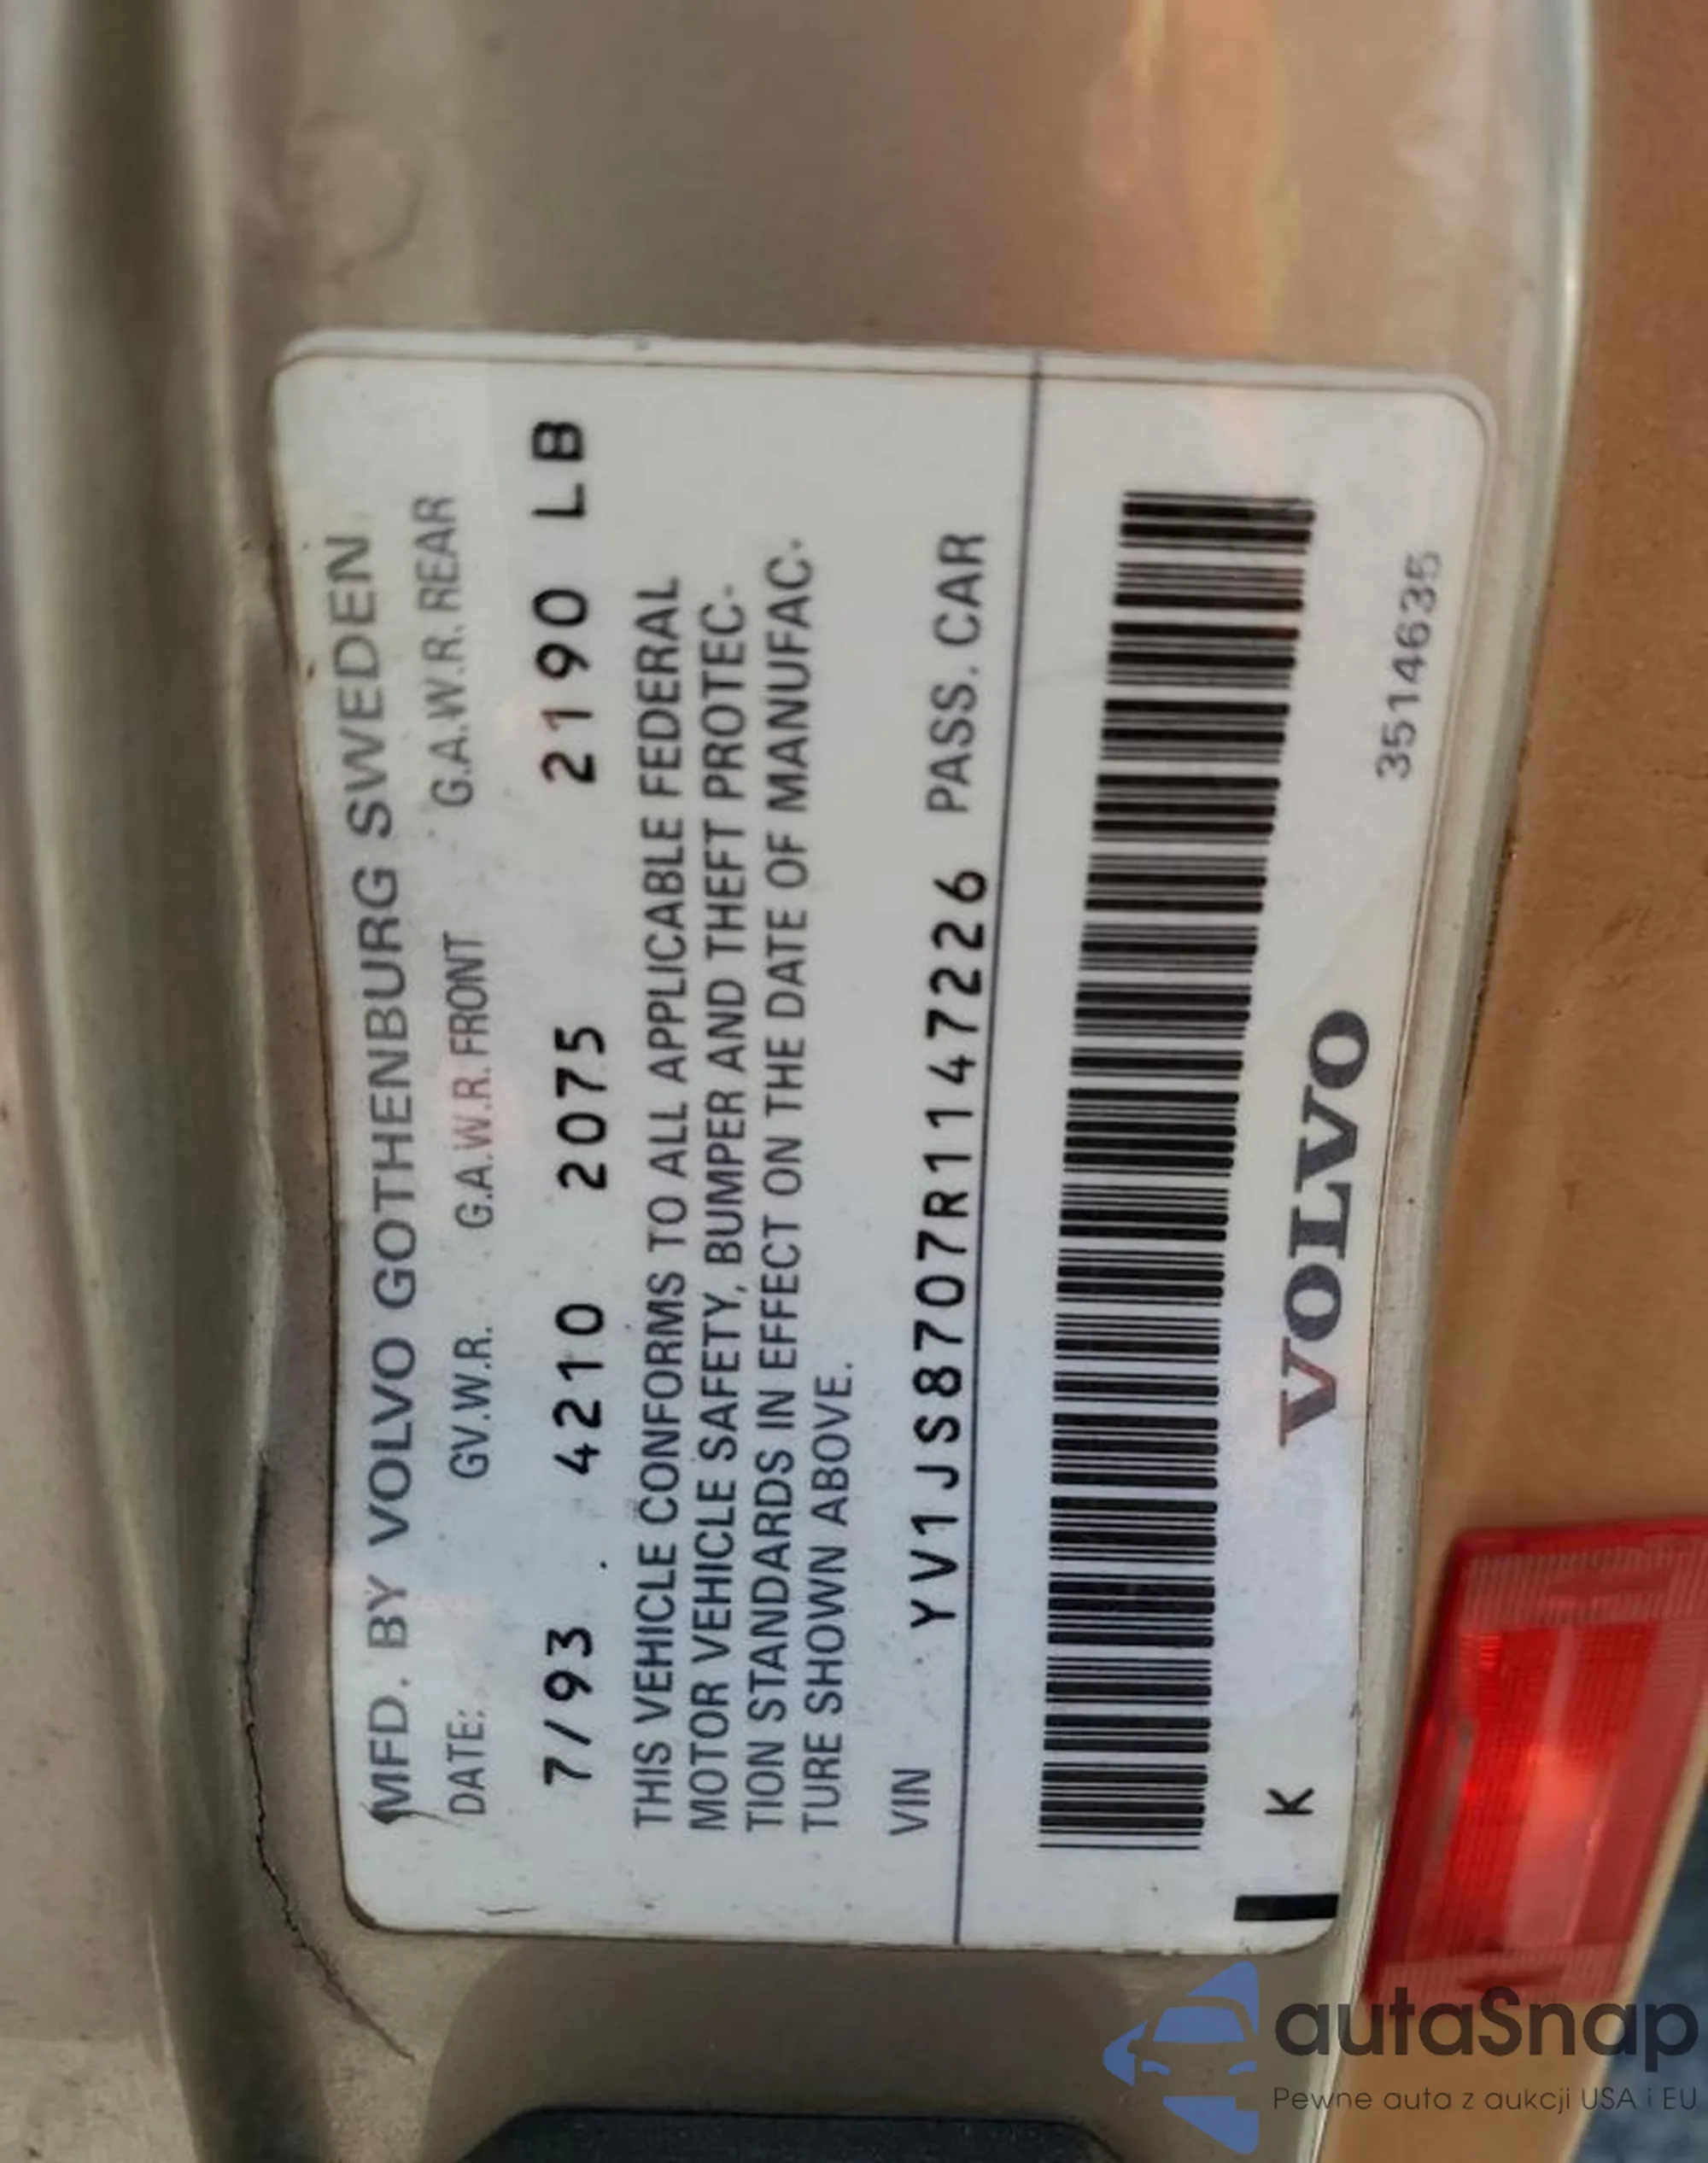 MFD. BY VOLVO GOTHENBURG SWEDEN
DATE: G.V.W.R. G.A.W.R. FRONT G.A.W.R. REAR
7/93 4210 2075 2190 LB
THIS VEHICLE CONFORMS TO ALL APPLICABLE FEDERAL
MOTOR VEHICLE SAFETY, BUMPER AND THEFT PROTEC-
TION STANDARDS IN EFFECT ON THE DATE OF MANUFAC-
TURE SHOWN ABOVE.
VIN YV1JS8707R1147226 PASS. CAR
K VOLVO 3514635
autaSnap
Pewne auta z aukcji USA i EU